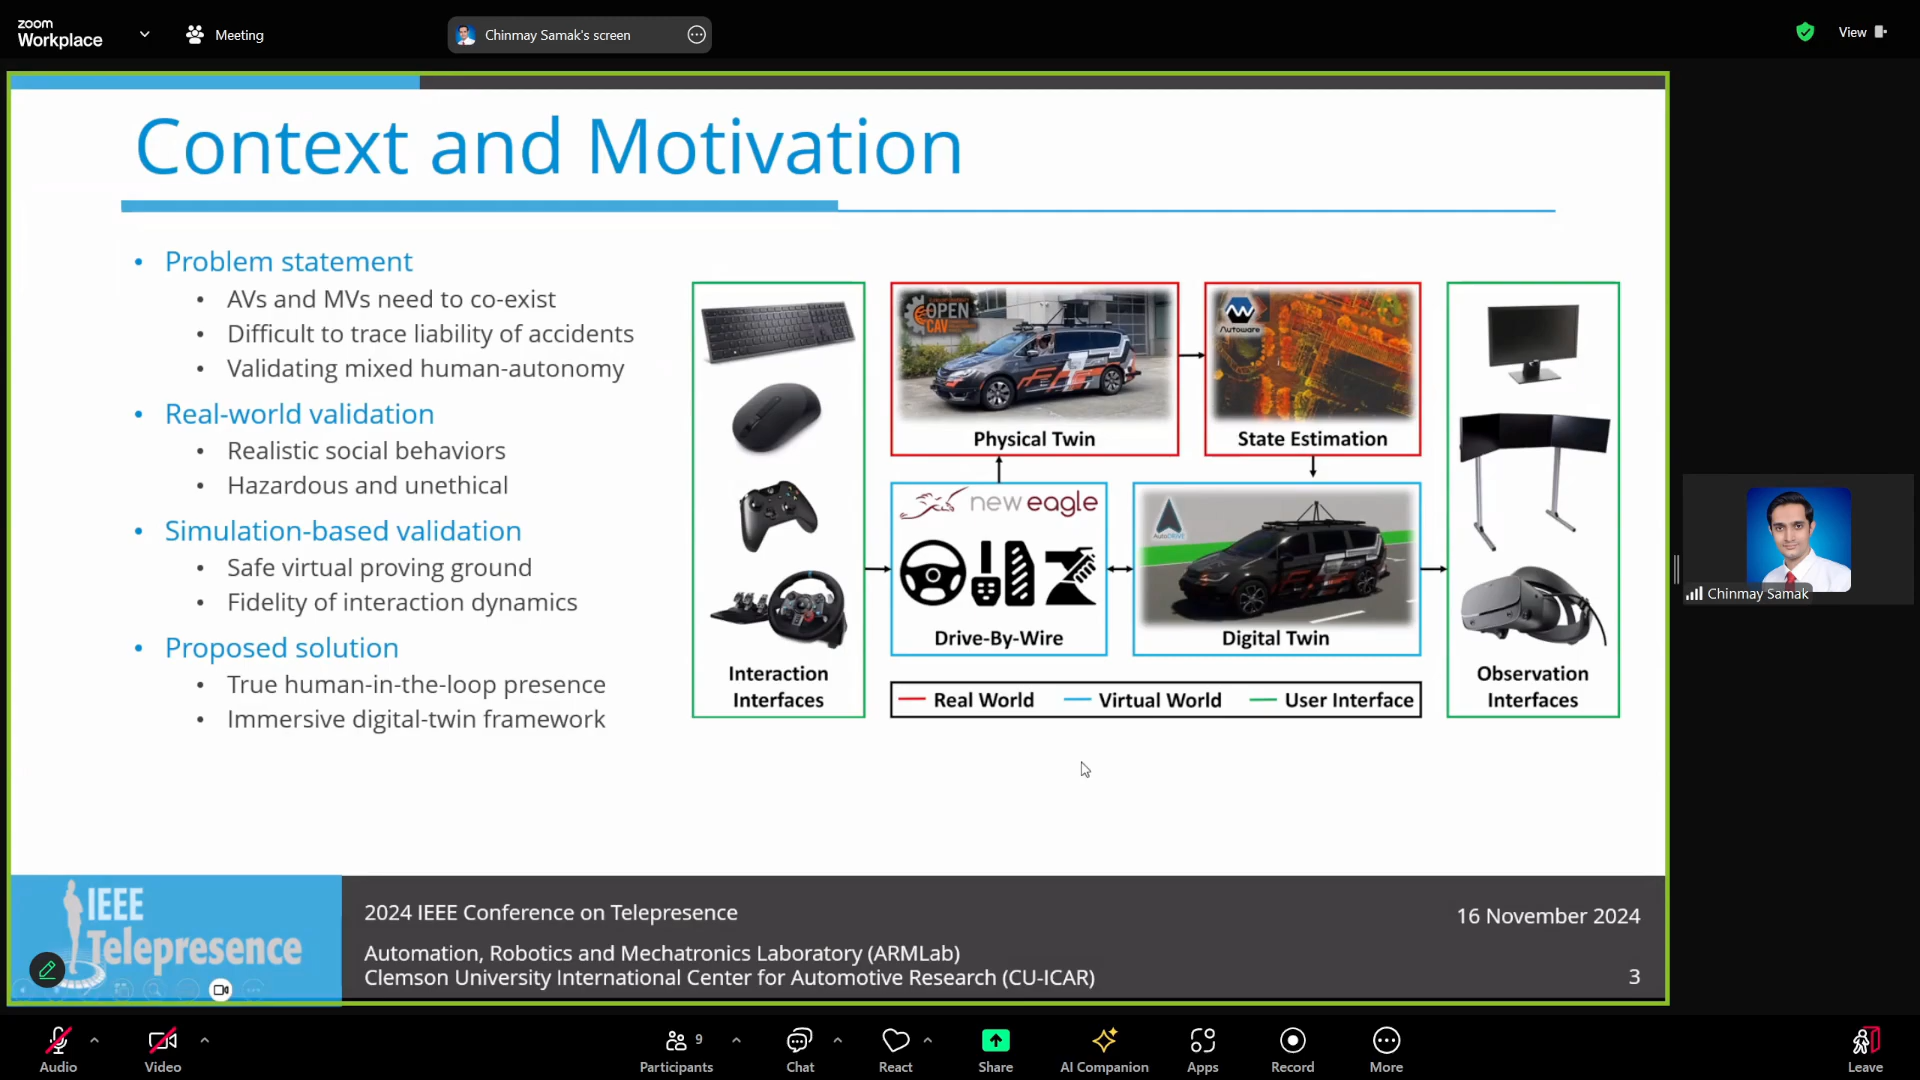 zoom
Workplace
Meeting
Chinmay Samak's screen
View
Context and Motivation
• Problem statement
• AVs and MVs need to co-exist
• Difficult to trace liability of accidents
• Validating mixed human-autonomy
• Real-world validation
• Realistic social behaviors
• Hazardous and unethical
• Simulation-based validation
• Safe virtual proving ground
• Fidelity of interaction dynamics
• Proposed solution
• True human-in-the-loop presence
• Immersive digital-twin framework
Interaction
Interfaces
OPEN
CAV
Physical Twin
Autoware
State Estimation
new eagle
Drive-By-Wire
AutoDRIVE
Digital Twin
Real World
Virtual World
User Interface
Observation
Interfaces
Chinmay Samak
IEEE
Telepresence
2024 IEEE Conference on Telepresence
Automation, Robotics and Mechatronics Laboratory (ARMLab)
Clemson University International Center for Automotive Research (CU-ICAR)
16 November 2024
3
Audio
Video
9
Participants
Chat
React
Share
AI Companion
Apps
Record
More
Leave